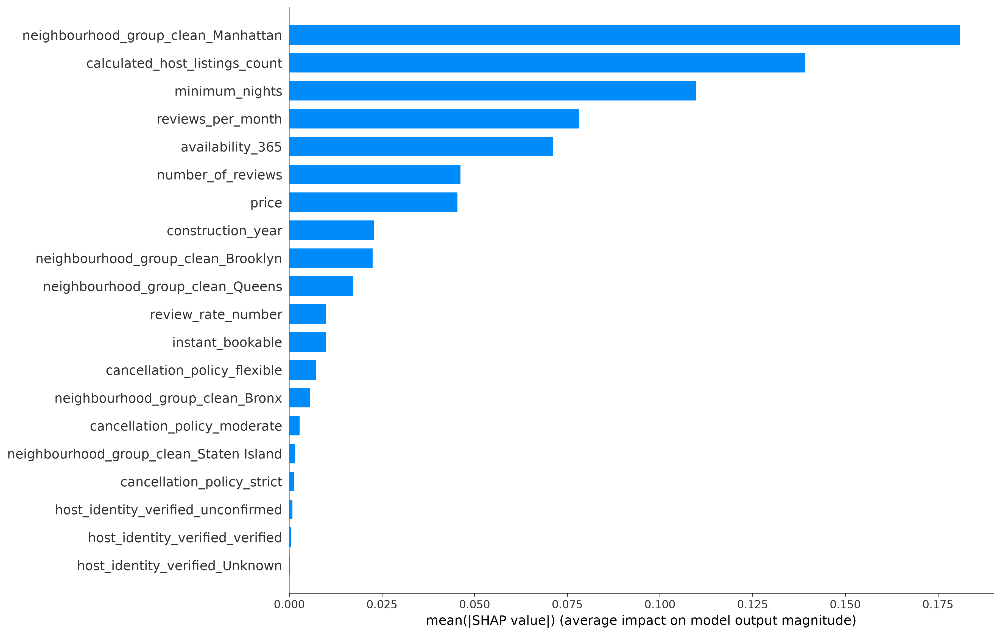 neighbourhood_group_clean_Manhattan
calculated_host_listings_count
minimum_nights
reviews_per_month
availability_365
number_of_reviews
price
construction_year
neighbourhood_group_clean_Brooklyn
neighbourhood_group_clean_Queens
review_rate_number
instant_bookable
cancellation_policy_flexible
neighbourhood_group_clean_Bronx
cancellation_policy_moderate
neighbourhood_group_clean_Staten Island
cancellation_policy_strict
host_identity_verified_unconfirmed
host_identity_verified_verified
host_identity_verified_Unknown
0.000 0.025 0.050 0.075 0.100 0.125 0.150 0.175
mean(|SHAP value|) (average impact on model output magnitude)